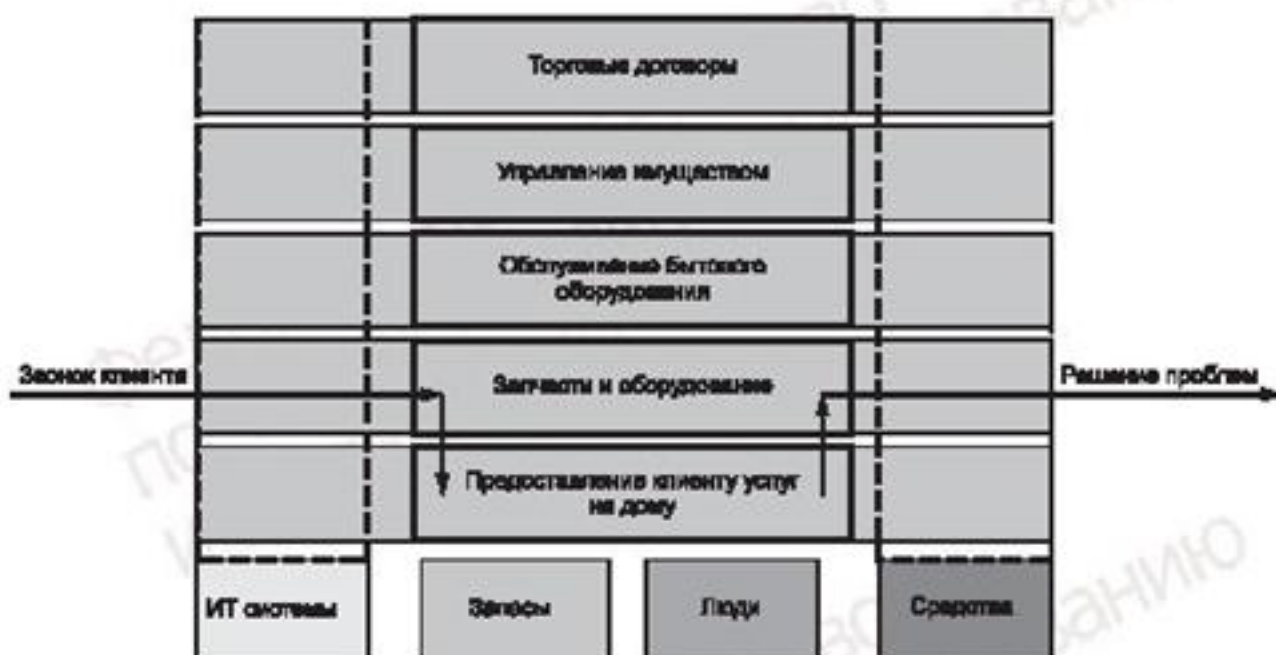 Торговые договоры
Управление имуществом
Обслуживание бытового
оборудования
Звонок клиента
Запчасти и оборудование
Решение проблем
Предоставление клиенту услуг
на дому
ИТ системы
Запасы
Люди
Средства